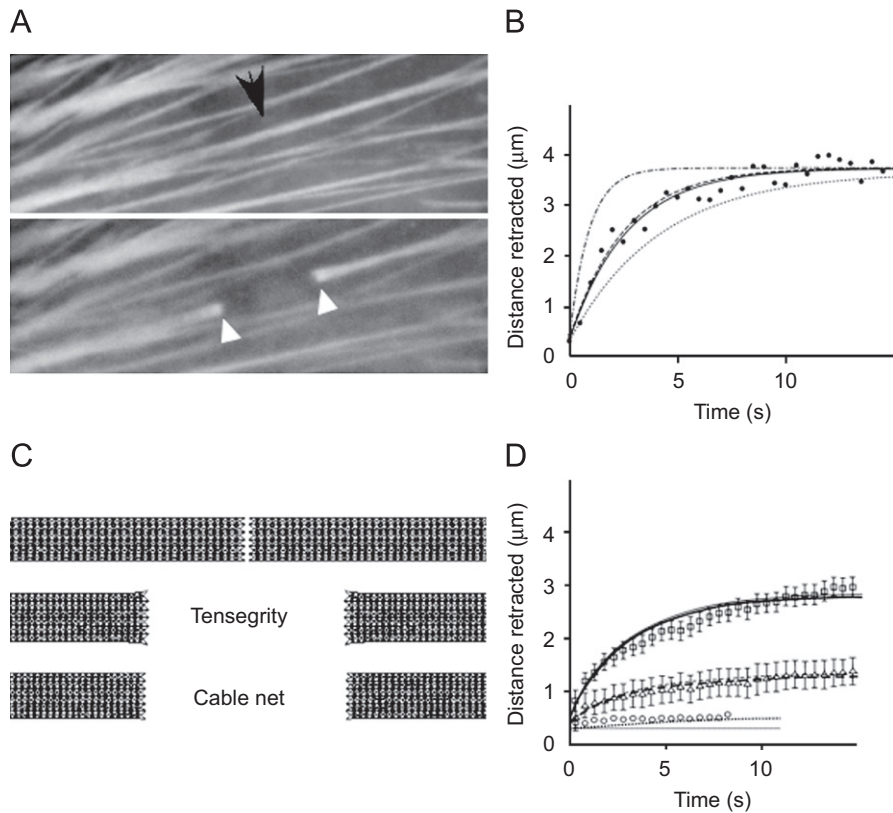 A
B
Distance retracted (μm)
4
3
2
1
0
0
5
10
Time (s)
C
Tensegrity
Cable net
D
Distance retracted (μm)
4
3
2
1
0
0
5
10
Time (s)